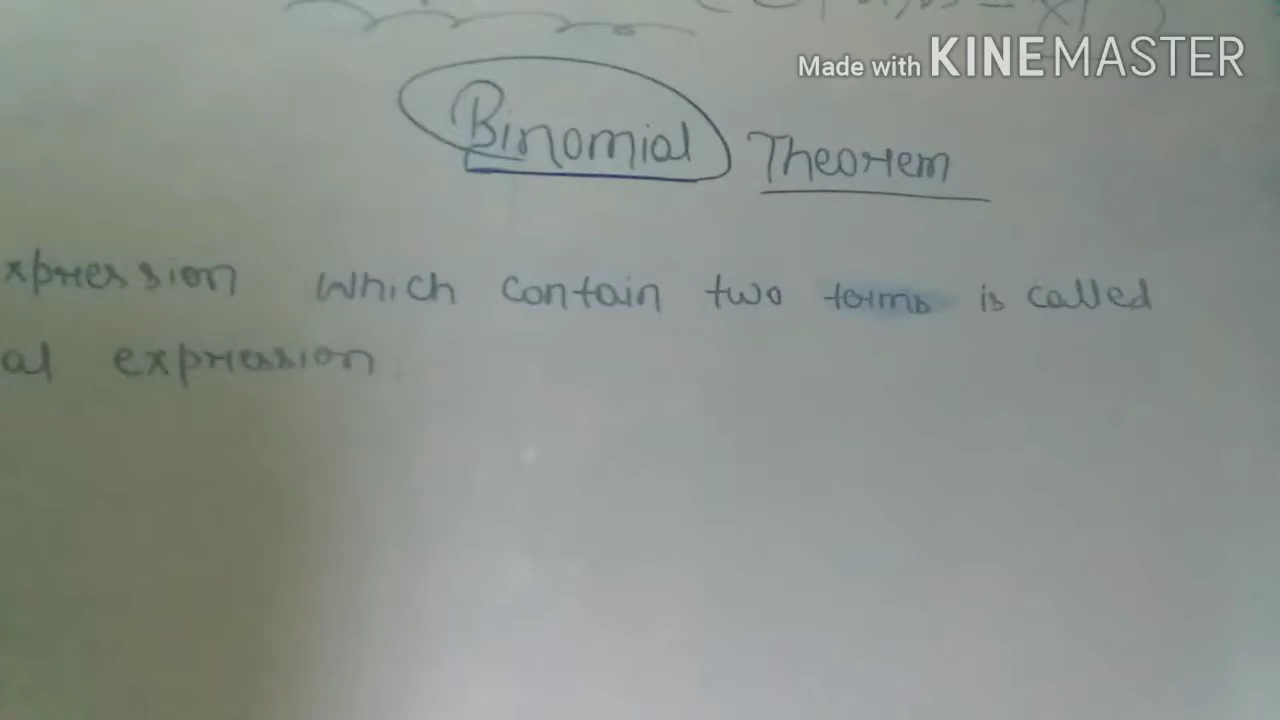 Made with KINEMASTER
Binomial Theorem
xpression which contain two terms is called
al expression.